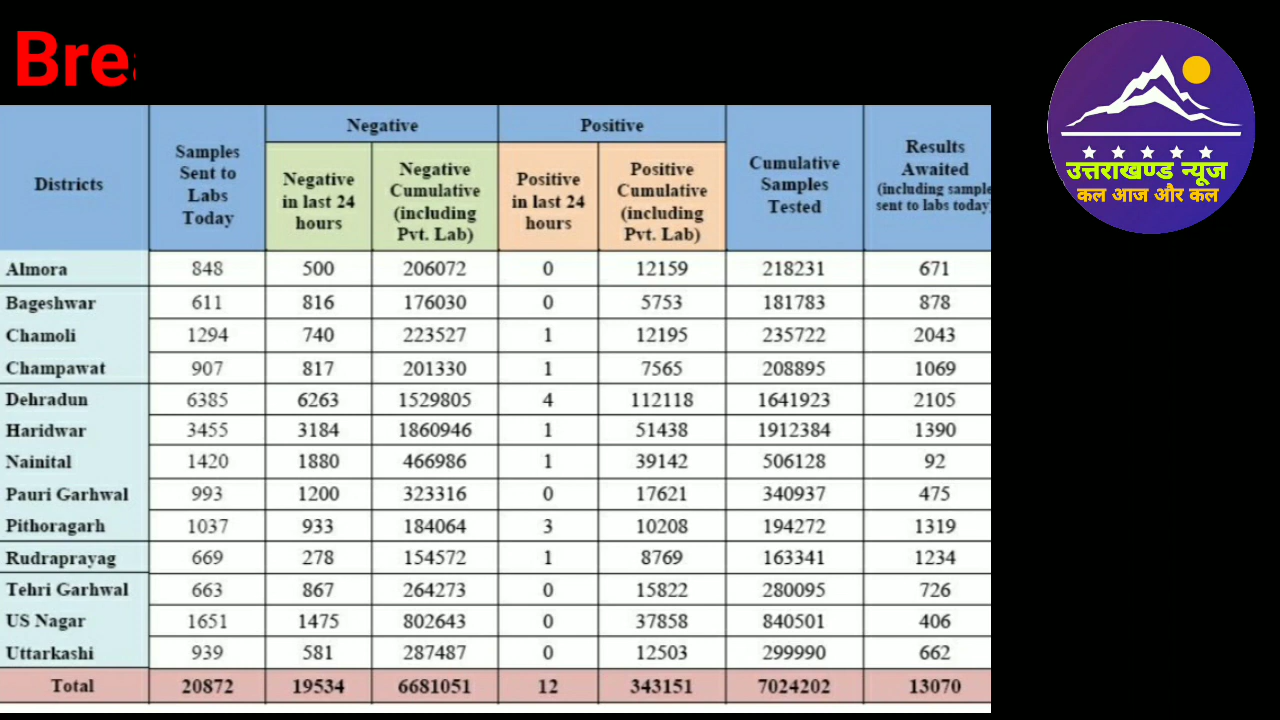 Bre
Districts Samples Sent to Labs Today Negative Positive Cumulative Samples Tested Results Awaited (including sample sent to labs today
Negative in last 24 hours Negative Cumulative (including Pvt. Lab) Positive in last 24 hours Positive Cumulative (including Pvt. Lab)
Almora 848 500 206072 0 12159 218231 671
Bageshwar 611 816 176030 0 5753 181783 878
Chamoli 1294 740 223527 1 12195 235722 2043
Champawat 907 817 201330 1 7565 208895 1069
Dehradun 6385 6263 1529805 4 112118 1641923 2105
Haridwar 3455 3184 1860946 1 51438 1912384 1390
Nainital 1420 1880 466986 1 39142 506128 92
Pauri Garhwal 993 1200 323316 0 17621 340937 475
Pithoragarh 1037 933 184064 3 10208 194272 1319
Rudraprayag 669 278 154572 1 8769 163341 1234
Tehri Garhwal 663 867 264273 0 15822 280095 726
US Nagar 1651 1475 802643 0 37858 840501 406
Uttarkashi 939 581 287487 0 12503 299990 662
Total 20872 19534 6681051 12 343151 7024202 13070
उत्तराखण्ड न्यूज
कल आज और कल